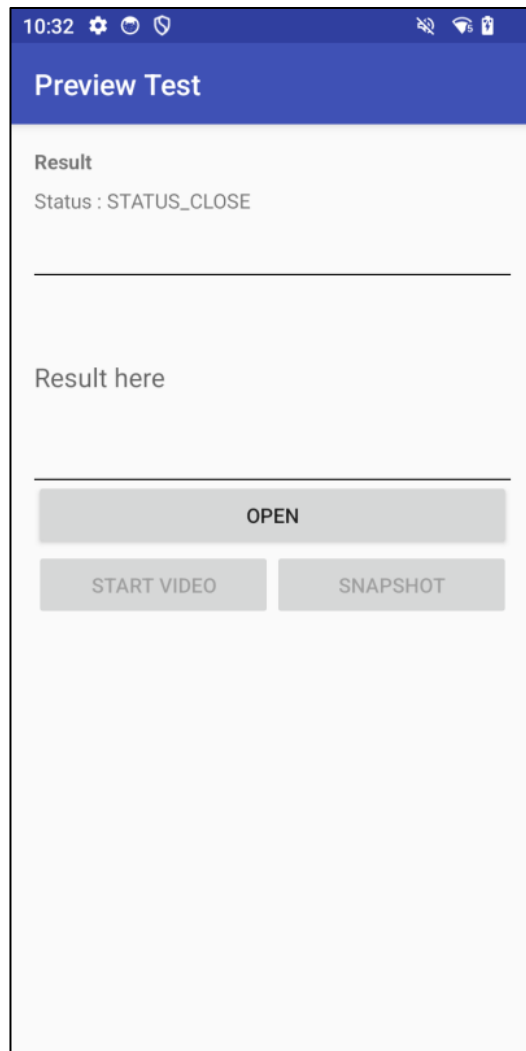 10:32
Preview Test
Result
Status : STATUS_CLOSE
Result here
OPEN
START VIDEO SNAPSHOT